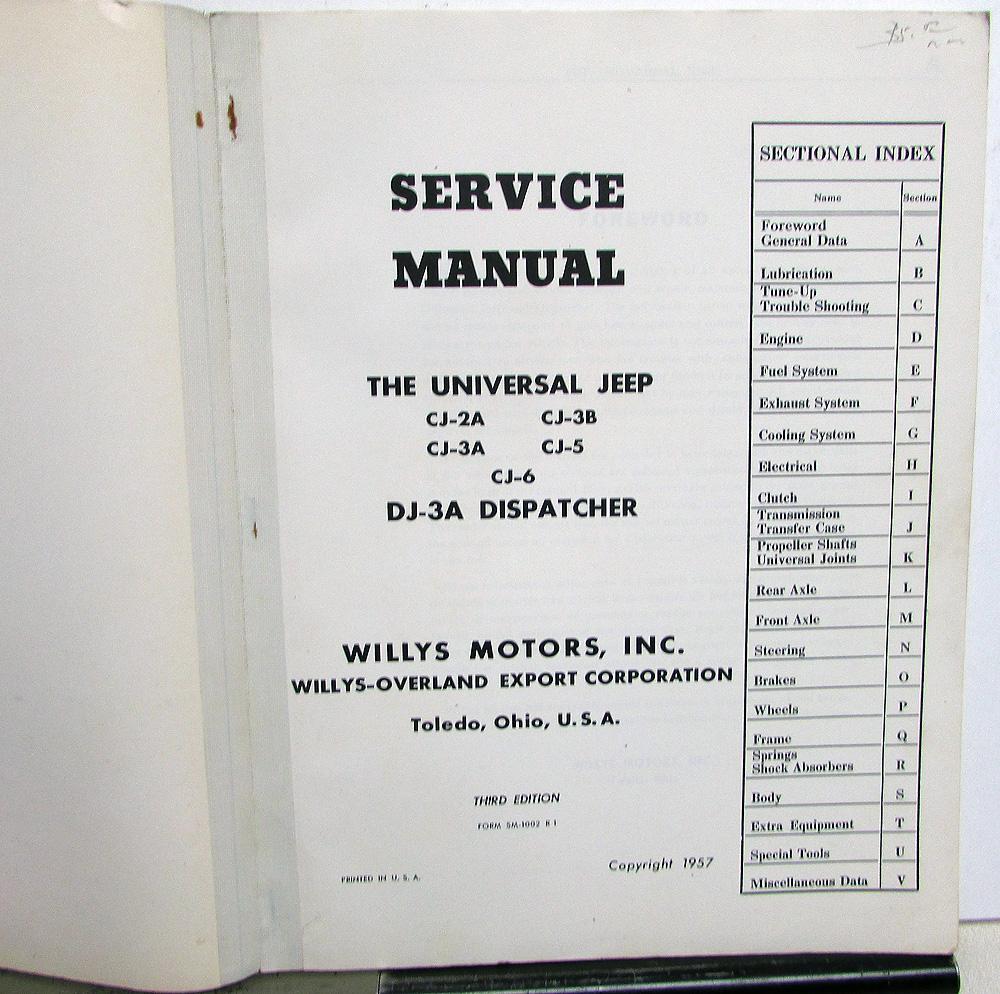 SERVICE
MANUAL
THE UNIVERSAL JEEP
CJ-2A CJ-3B
CJ-3A CJ-5
CJ-6
DJ-3A DISPATCHER
WILLYS MOTORS, INC.
WILLYS-OVERLAND EXPORT CORPORATION
Toledo, Ohio, U.S.A.
THIRD EDITION
FORM SM-1002 R1
Copyright 1957
PRINTED IN U. S. A.
SECTIONAL INDEX
Name Section
Foreword
General Data A
Lubrication B
Tune-Up
Trouble Shooting C
Engine D
Fuel System E
Exhaust System F
Cooling System G
Electrical H
Clutch I
Transmission
Transfer Case J
Propeller Shafts
Universal Joints K
Rear Axle L
Front Axle M
Steering N
Brakes O
Wheels P
Frame Q
Springs
Shock Absorbers R
Body S
Extra Equipment T
Special Tools U
Miscellaneous Data V
FOREWORD